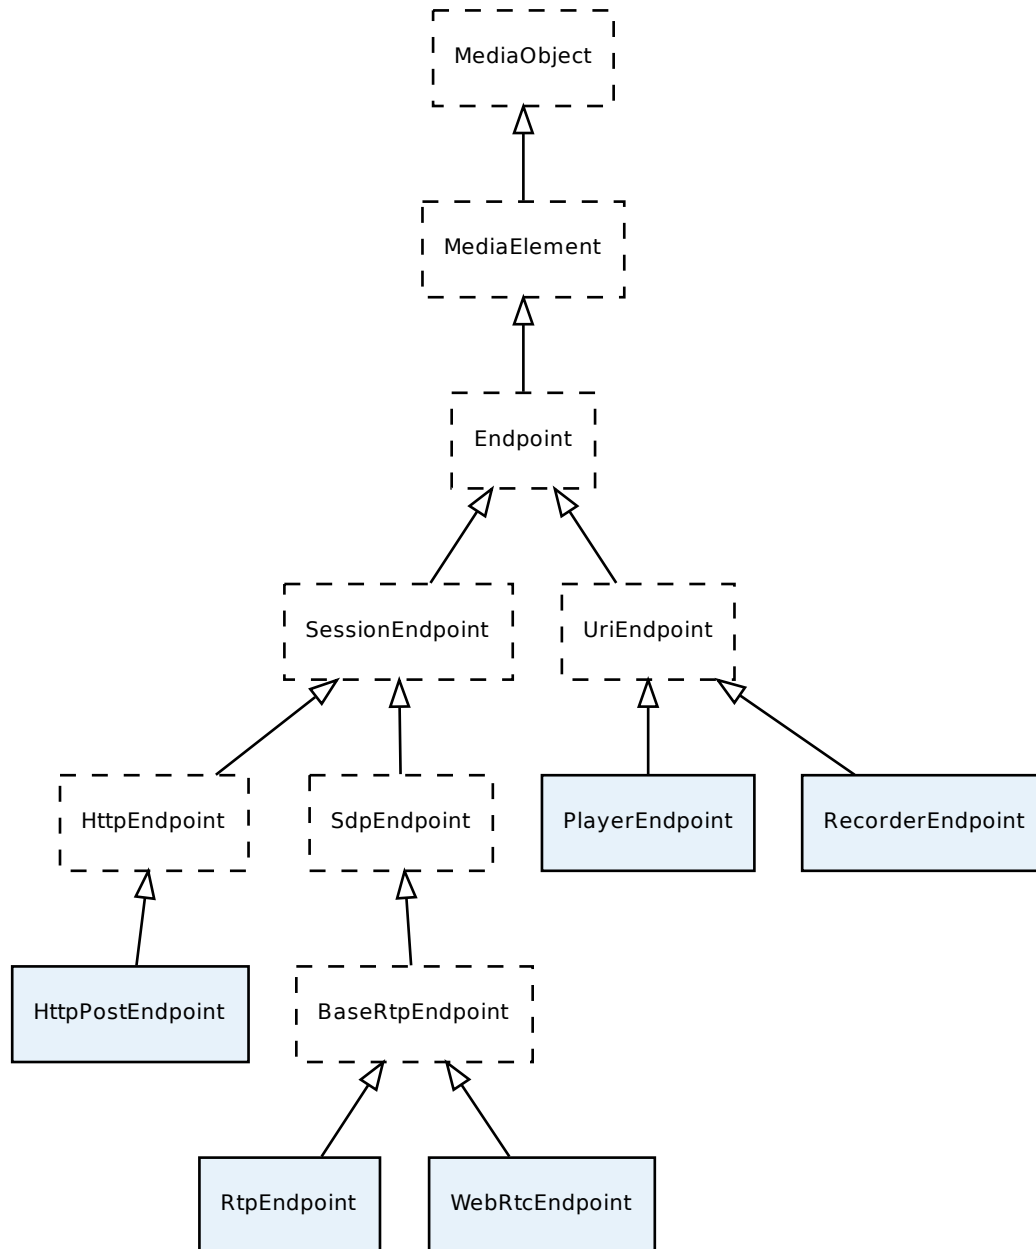 MediaObject
MediaElement
Endpoint
SessionEndpoint
UriEndpoint
HttpEndpoint
SdpEndpoint
PlayerEndpoint
RecorderEndpoint
HttpPostEndpoint
BaseRtpEndpoint
RtpEndpoint
WebRtcEndpoint